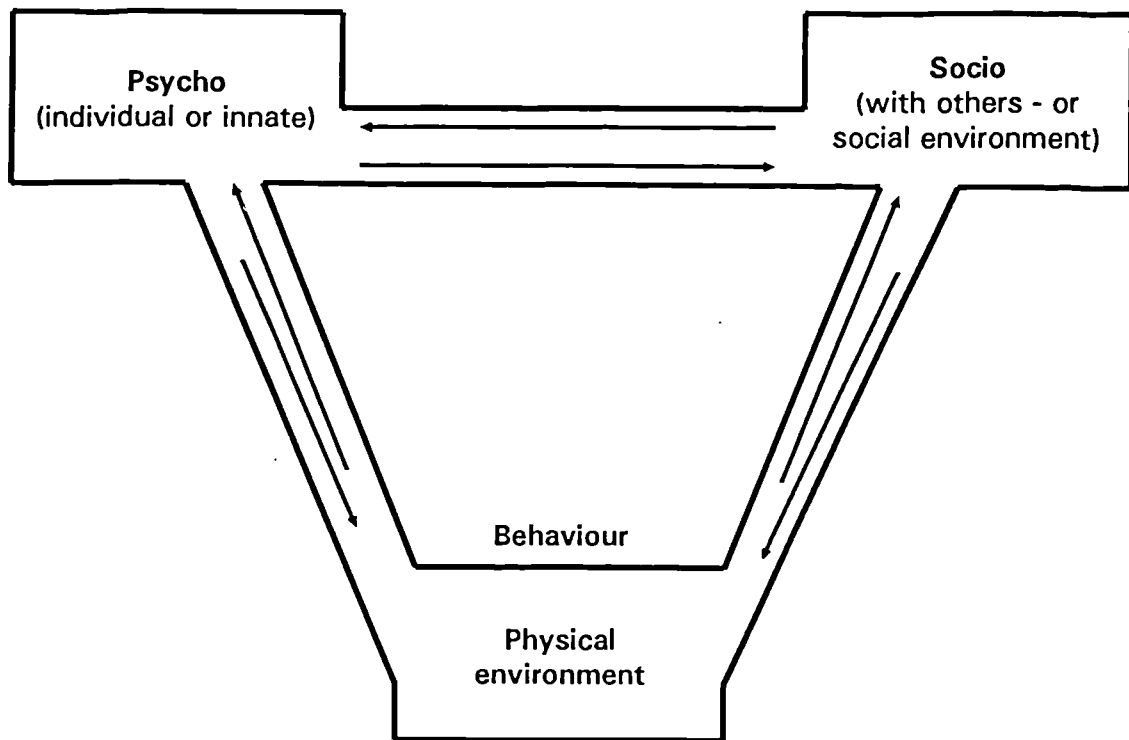 Psycho
(individual or innate)
Socio
(with others - or
social environment)
Behaviour
Physical
environment